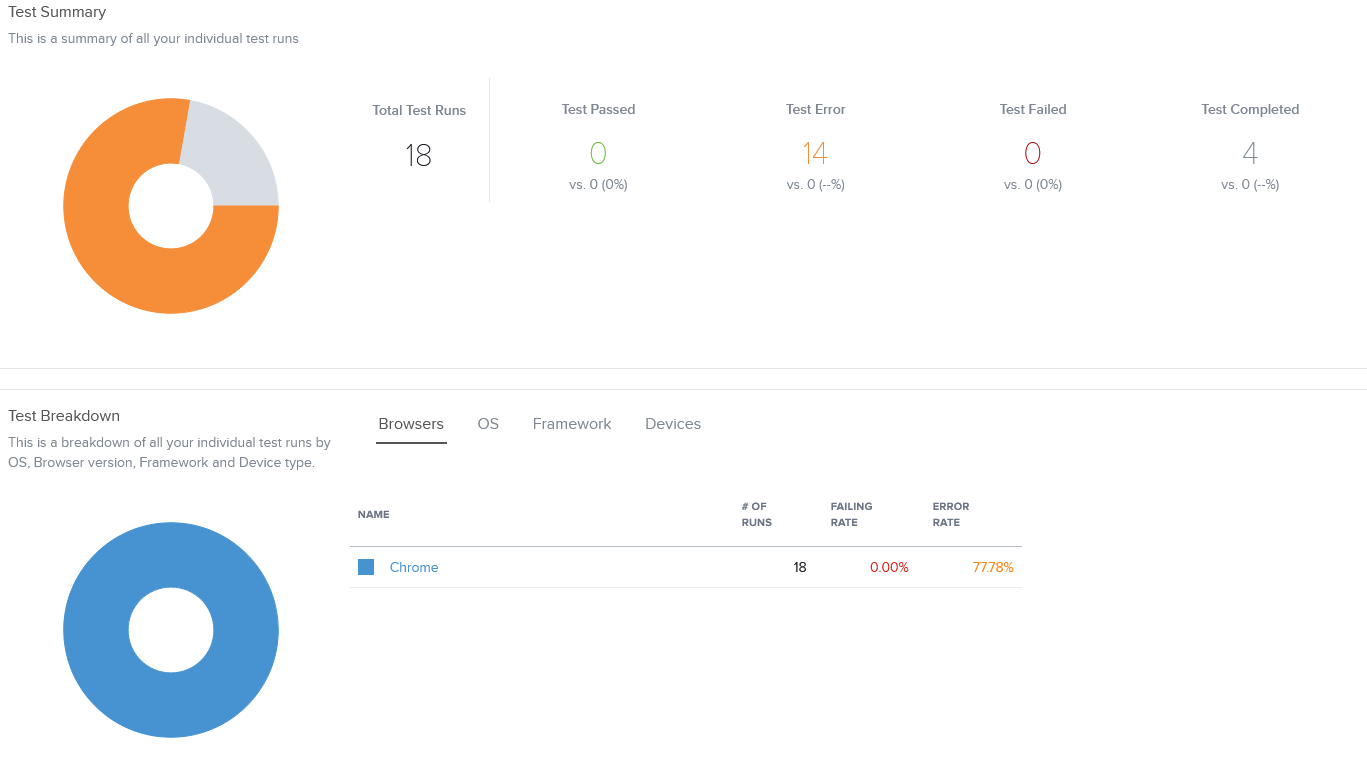 Test Summary
This is a summary of all your individual test runs
Total Test Runs
18
Test Passed
0
vs. 0 (0%)
Test Error
14
vs. 0 (--%)
Test Failed
0
vs. 0 (0%)
Test Completed
4
vs. 0 (--%)
Test Breakdown
This is a breakdown of all your individual test runs by
OS, Browser version, Framework and Device type.
Browsers OS Framework Devices
NAME
# OF
RUNS
FAILING
RATE
ERROR
RATE
Chrome 18 0.00% 77.78%